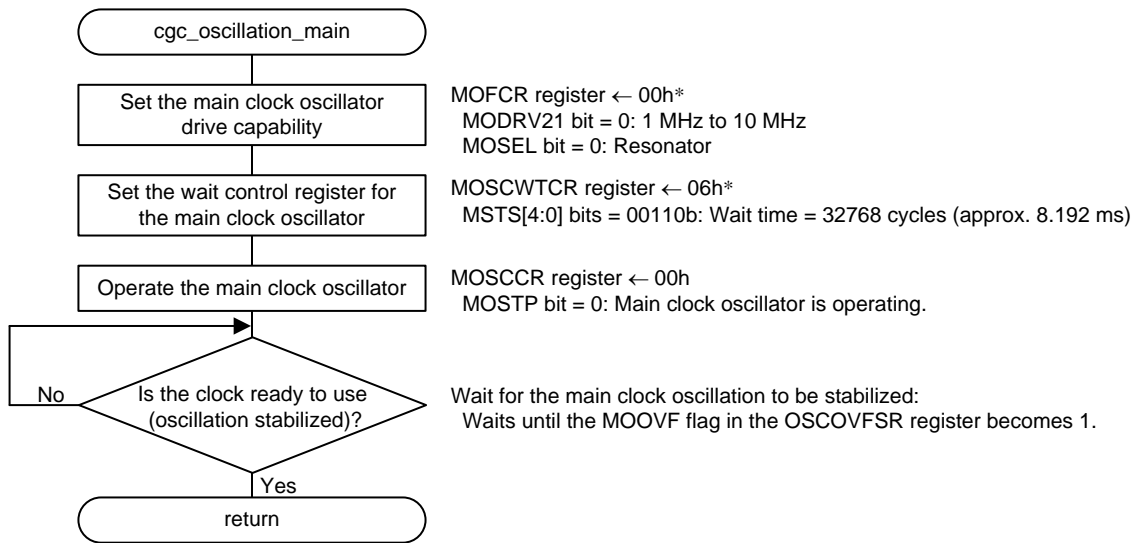 cgc_oscillation_main
Set the main clock oscillator
drive capability
MOFCR register ← 00h*
MODRV21 bit = 0: 1 MHz to 10 MHz
MOSEL bit = 0: Resonator
Set the wait control register for
the main clock oscillator
MOSCWTCR register ← 06h*
MSTS[4:0] bits = 00110b: Wait time = 32768 cycles (approx. 8.192 ms)
Operate the main clock oscillator
MOSCCR register ← 00h
MOSTP bit = 0: Main clock oscillator is operating.
No
Is the clock ready to use
(oscillation stabilized)?
Wait for the main clock oscillation to be stabilized:
Waits until the MOOVF flag in the OSCOVFSR register becomes 1.
Yes
return